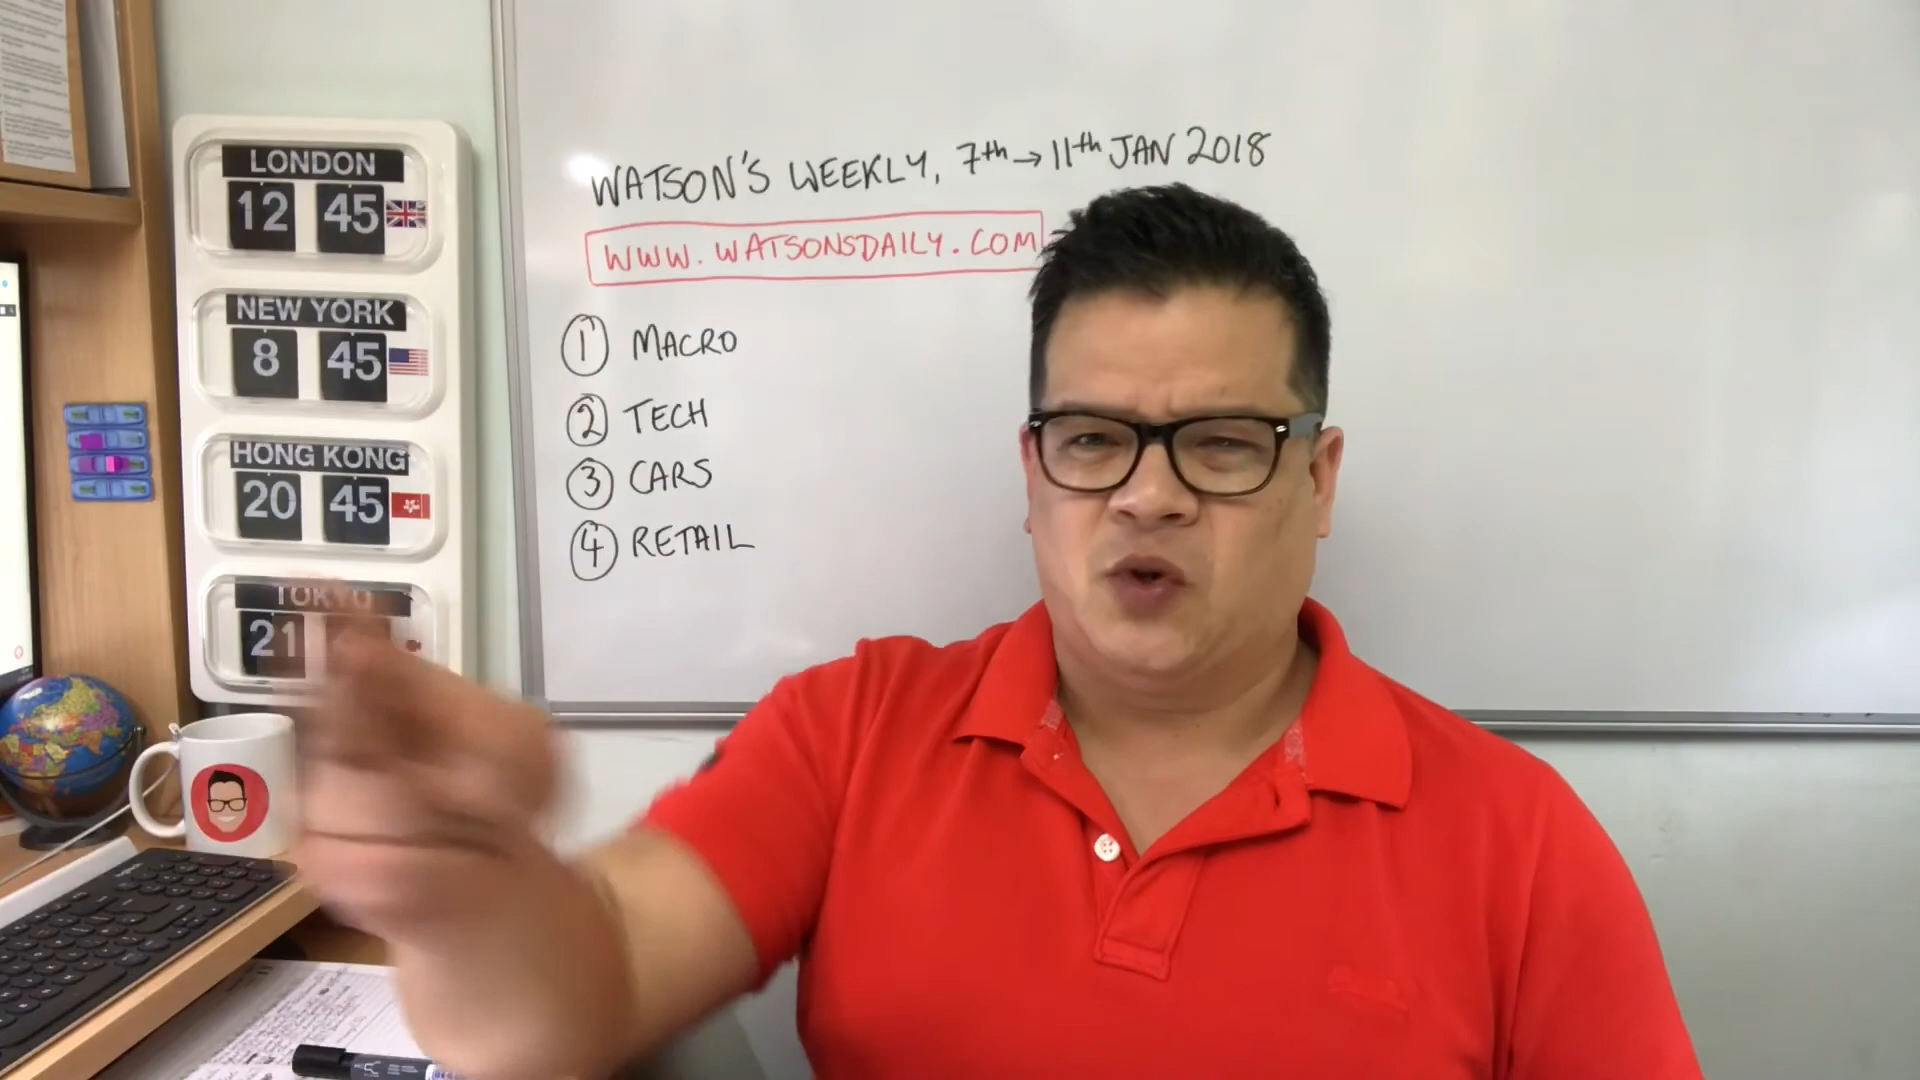 WATSON'S WEEKLY, 7th → 11th JAN 2018
WWW.WATSONSDAILY.COM
① MACRO
② TECH
③ CARS
④ RETAIL
LONDON
12 45
NEW YORK
8 45
HONG KONG
20 45
TOKYO
21